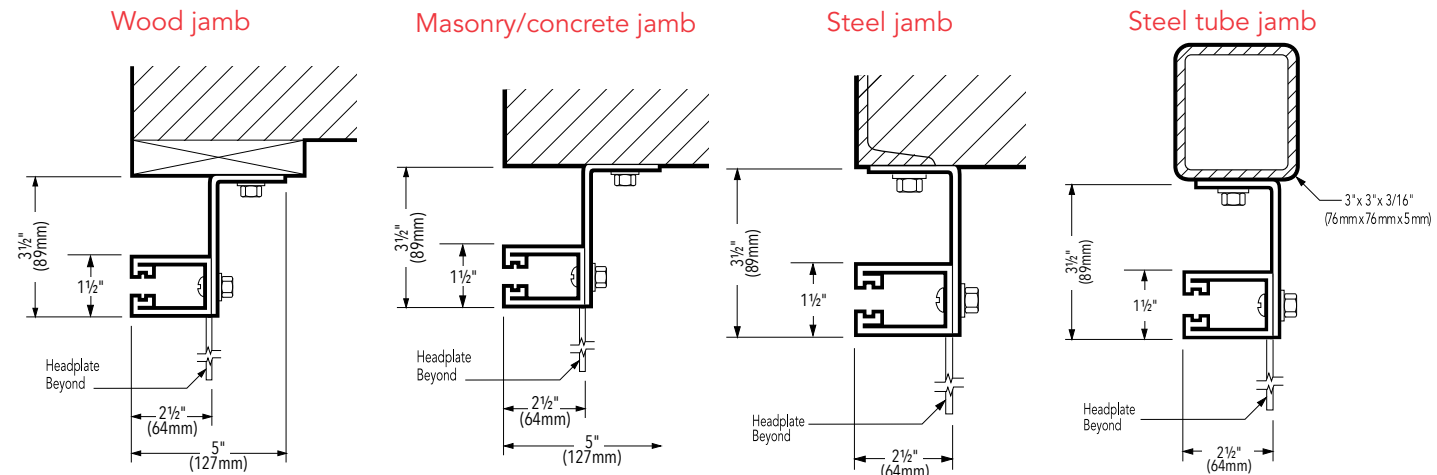 Wood jamb
3½"
(89mm)
1½"
Headplate
Beyond
2½"
(64mm)
5"
(127mm)
Masonry/concrete jamb
3½"
(89mm)
1½"
Headplate
Beyond
2½"
(64mm)
5"
(127mm)
Steel jamb
3½"
(89mm)
1½"
Headplate
Beyond
2½"
(64mm)
Steel tube jamb
3" x 3" x 3/16"
(76mm x 76mm x 5mm)
3½"
(89mm)
1½"
Headplate
Beyond
2½"
(64mm)